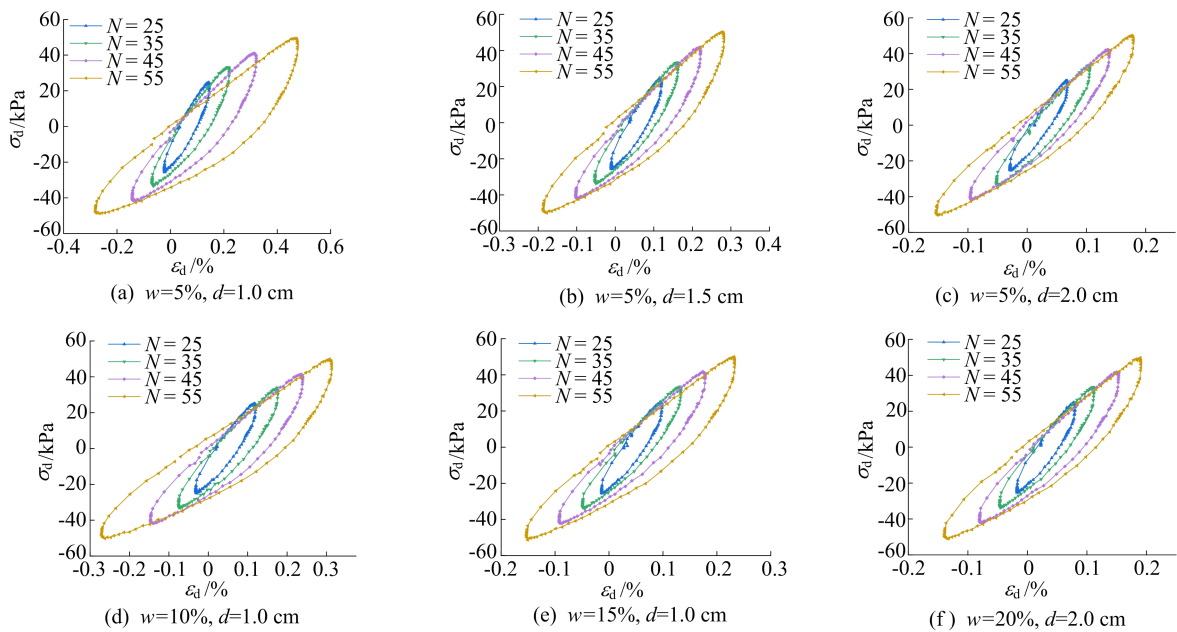 60
40
20
0
-20
-40
-60
σd/kPa
N = 25
N = 35
N = 45
N = 55
-0.4 -0.2 0 0.2 0.4 0.6
εd /%
(a) w=5%, d=1.0 cm
60
40
20
0
-20
-40
-60
σd/kPa
N = 25
N = 35
N = 45
N = 55
-0.3 -0.2 -0.1 0 0.1 0.2 0.3 0.4
εd /%
(b) w=5%, d=1.5 cm
60
40
20
0
-20
-40
-60
σd/kPa
N = 25
N = 35
N = 45
N = 55
-0.2 -0.1 0 0.1 0.2
εd /%
(c) w=5%, d=2.0 cm
60
40
20
0
-20
-40
-60
σd/kPa
N = 25
N = 35
N = 45
N = 55
-0.3 -0.2 -0.1 0 0.1 0.2 0.3
εd /%
(d) w=10%, d=1.0 cm
60
40
20
0
-20
-40
-60
σd/kPa
N = 25
N = 35
N = 45
N = 55
-0.2 -0.1 0 0.1 0.2 0.3
εd /%
(e) w=15%, d=1.0 cm
60
40
20
0
-20
-40
-60
σd/kPa
N = 25
N = 35
N = 45
N = 55
-0.2 -0.1 0 0.1 0.2
εd /%
(f) w=20%, d=2.0 cm